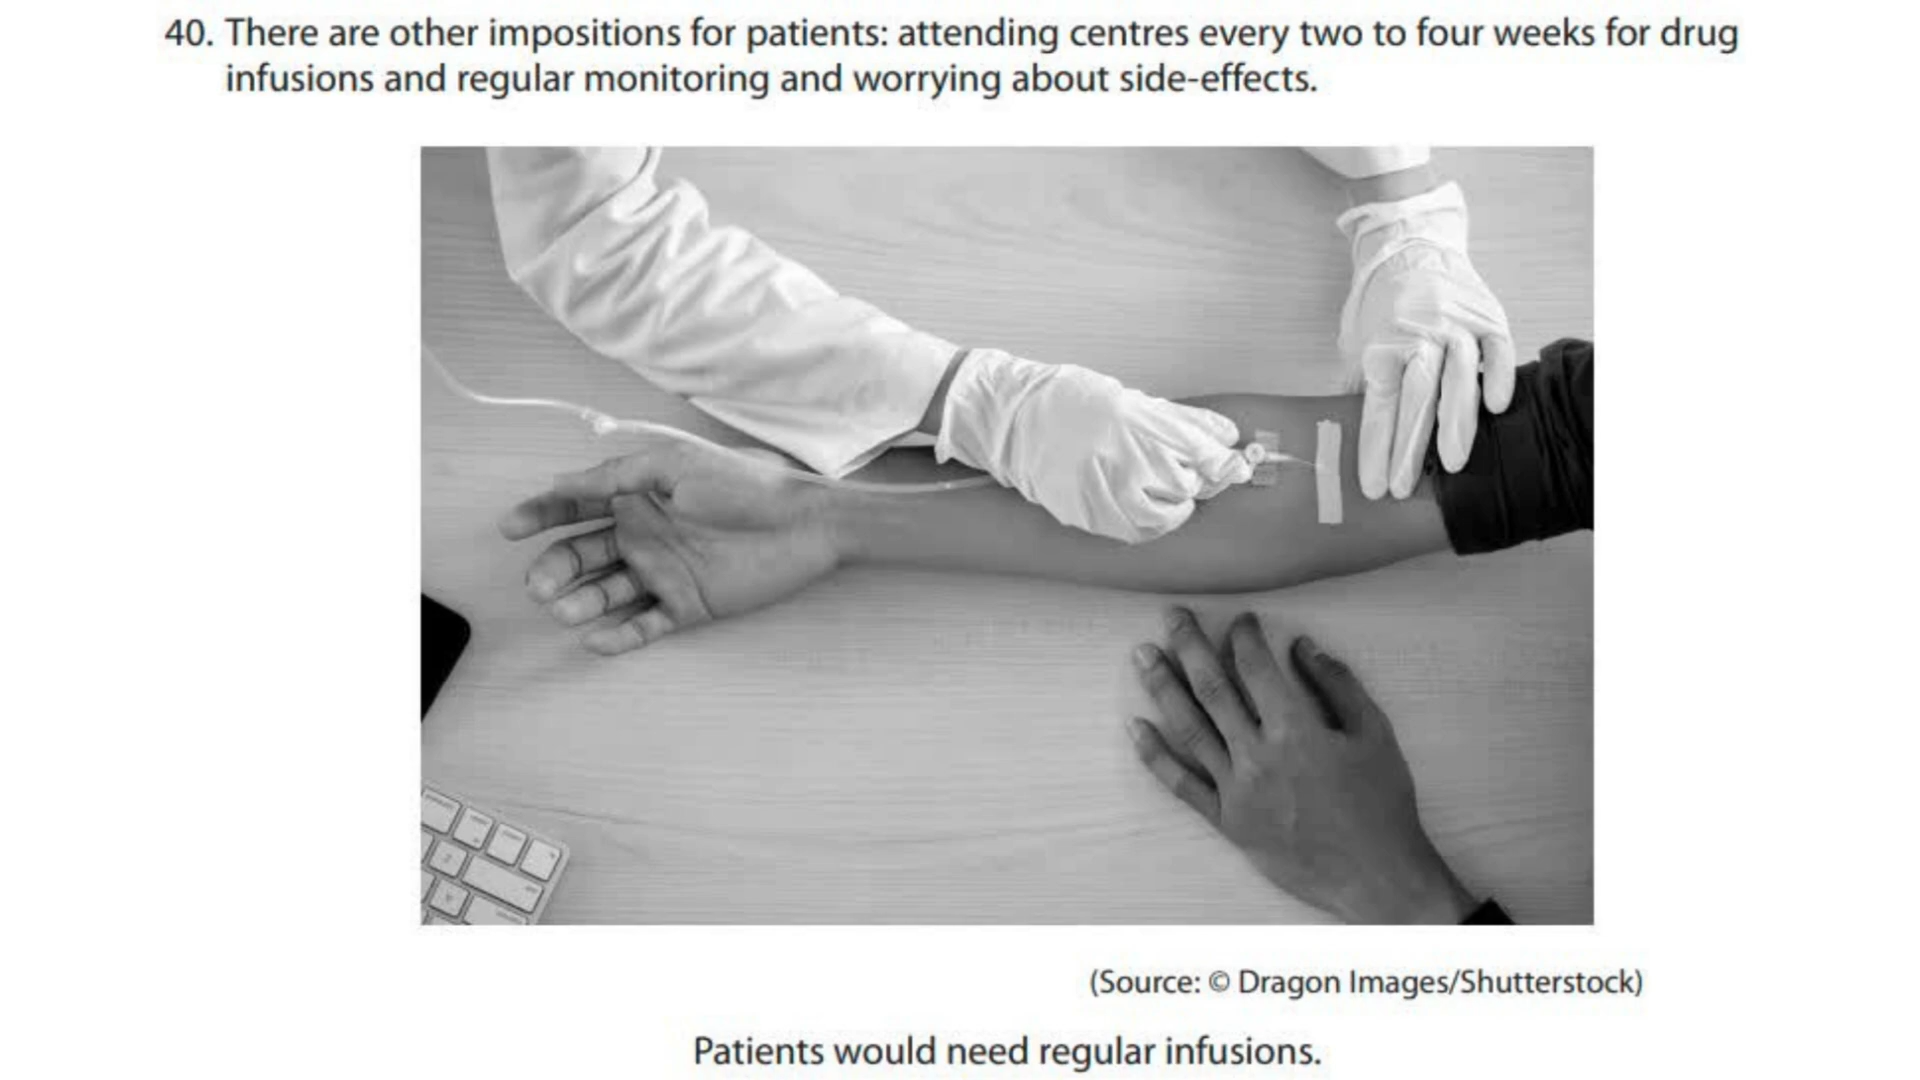 40. There are other impositions for patients: attending centres every two to four weeks for drug
infusions and regular monitoring and worrying about side-effects.
(Source: © Dragon Images/Shutterstock)
Patients would need regular infusions.